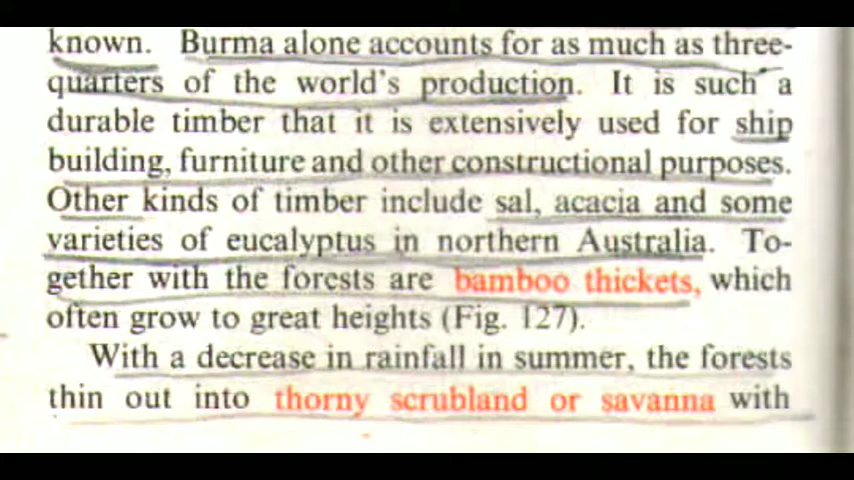 known. Burma alone accounts for as much as three-
quarters of the world's production. It is such a
durable timber that it is extensively used for ship
building, furniture and other constructional purposes.
Other kinds of timber include sal, acacia and some
varieties of eucalyptus in northern Australia. To-
gether with the forests are bamboo thickets, which
often grow to great heights (Fig. 127).
With a decrease in rainfall in summer, the forests
thin out into thorny scrubland or savanna with